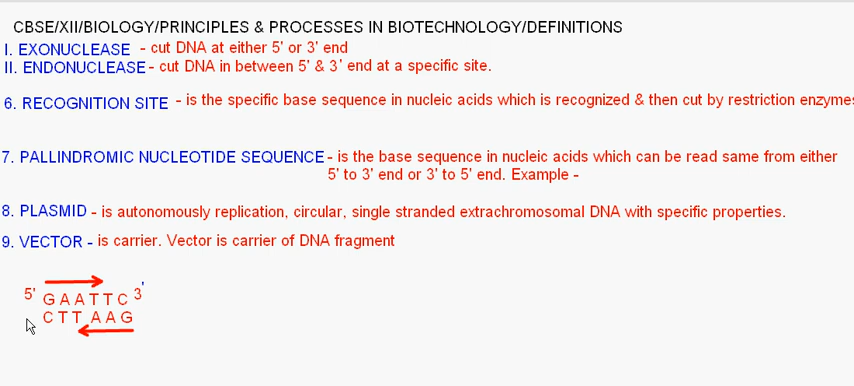 CBSE/XII/BIOLOGY/PRINCIPLES & PROCESSES IN BIOTECHNOLOGY/DEFINITIONS
I. EXONUCLEASE - cut DNA at either 5' or 3' end
II. ENDONUCLEASE - cut DNA in between 5' & 3' end at a specific site.
6. RECOGNITION SITE - is the specific base sequence in nucleic acids which is recognized & then cut by restriction enzymes
7. PALLINDROMIC NUCLEOTIDE SEQUENCE - is the base sequence in nucleic acids which can be read same from either
5' to 3' end or 3' to 5' end. Example -
8. PLASMID - is autonomously replication, circular, single stranded extrachromosomal DNA with specific properties.
9. VECTOR - is carrier. Vector is carrier of DNA fragment
5' G A A T T C 3'
C T T A A G